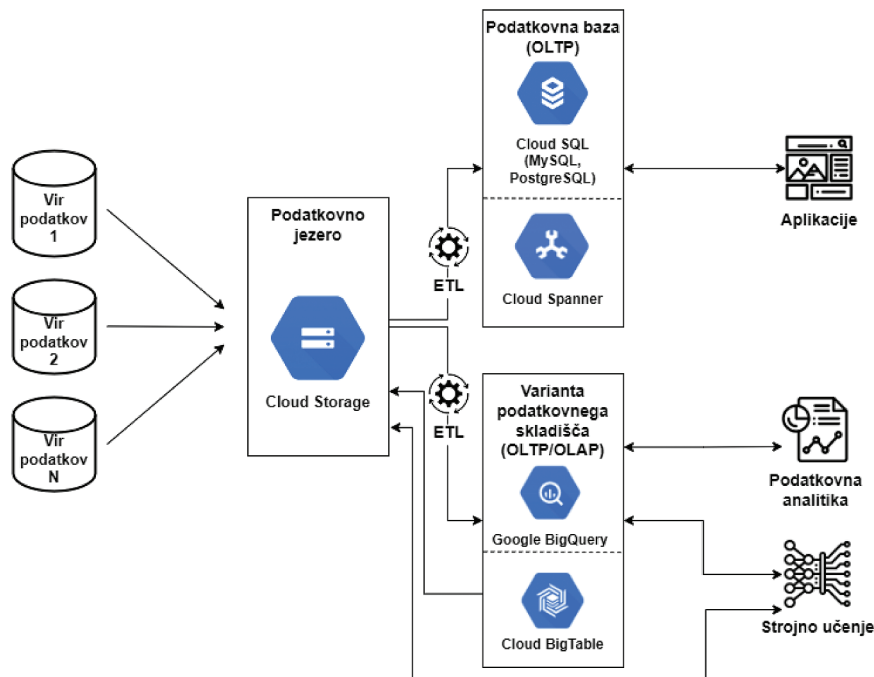 Podatkovna baza
(OLTP)
Cloud SQL
(MySQL,
PostgreSQL)
Cloud Spanner
Vir
podatkov
1
Vir
podatkov
2
Vir
podatkov
N
Podatkovno
jezero
Cloud Storage
ETL
ETL
Varianta
podatkovnega
skladišča
(OLTP/OLAP)
Google BigQuery
Cloud BigTable
Aplikacije
Podatkovna
analitika
Strojno učenje